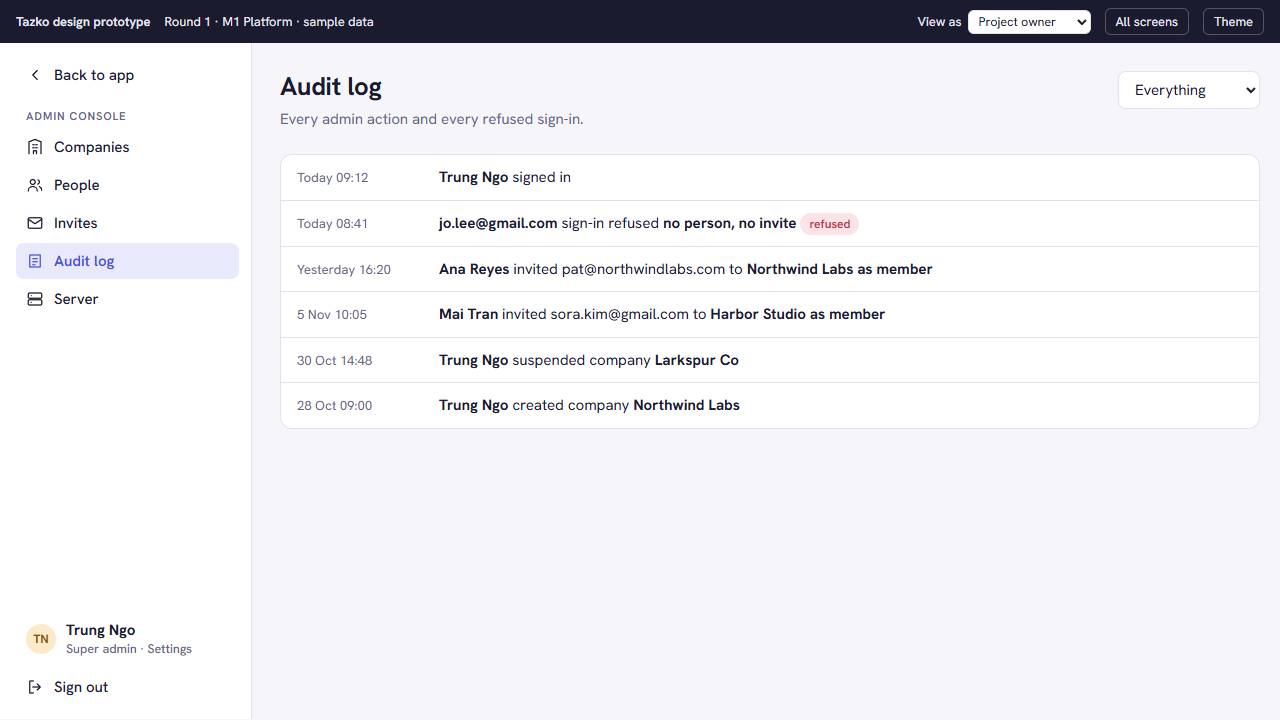 Tazko design prototype Round 1 · M1 Platform · sample data View as Project owner All screens Theme
Back to app
ADMIN CONSOLE
Companies
People
Invites
Audit log
Server
Trung Ngo
TN
Super admin · Settings
Sign out
Audit log
Everything
Every admin action and every refused sign-in.
Today 09:12 Trung Ngo signed in
Today 08:41 jo.lee@gmail.com sign-in refused no person, no invite refused
Yesterday 16:20 Ana Reyes invited pat@northwindlabs.com to Northwind Labs as member
5 Nov 10:05 Mai Tran invited sora.kim@gmail.com to Harbor Studio as member
30 Oct 14:48 Trung Ngo suspended company Larkspur Co
28 Oct 09:00 Trung Ngo created company Northwind Labs